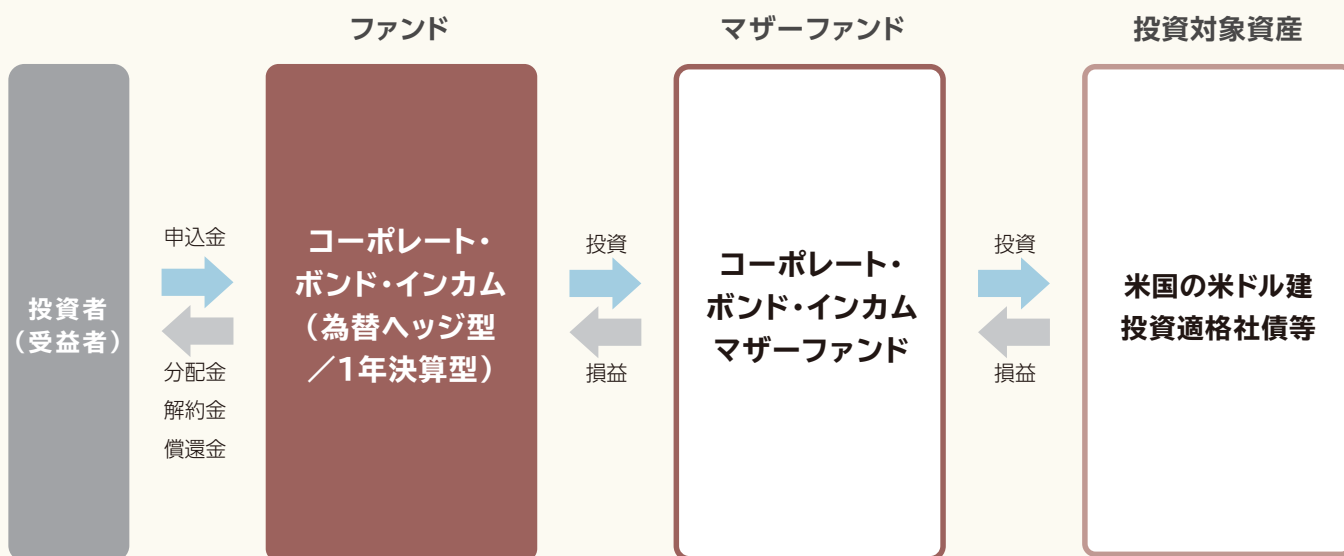 ファンド
マザーファンド
投資対象資産
投資者
(受益者)
申込金
分配金
解約金
償還金
コーポレート・
ボンド・インカム
(為替ヘッジ型
／1年決算型)
投資
損益
コーポレート・
ボンド・インカム
マザーファンド
投資
損益
米国の米ドル建
投資適格社債等